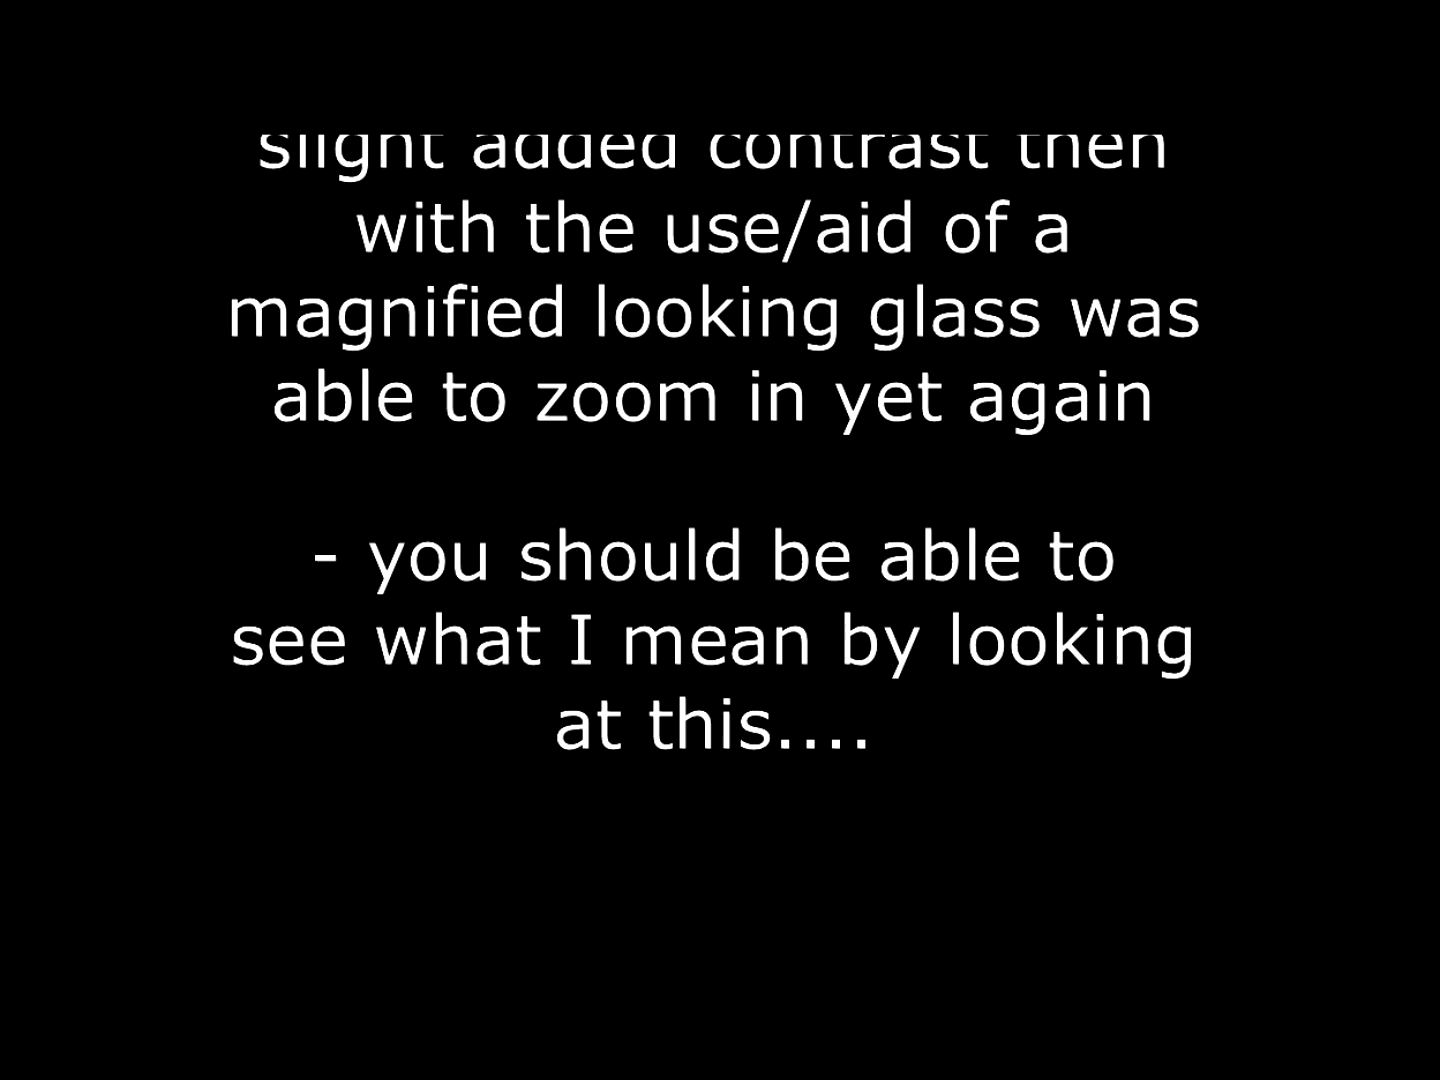 slight added contrast then
with the use/aid of a
magnified looking glass was
able to zoom in yet again
- you should be able to
see what I mean by looking
at this....